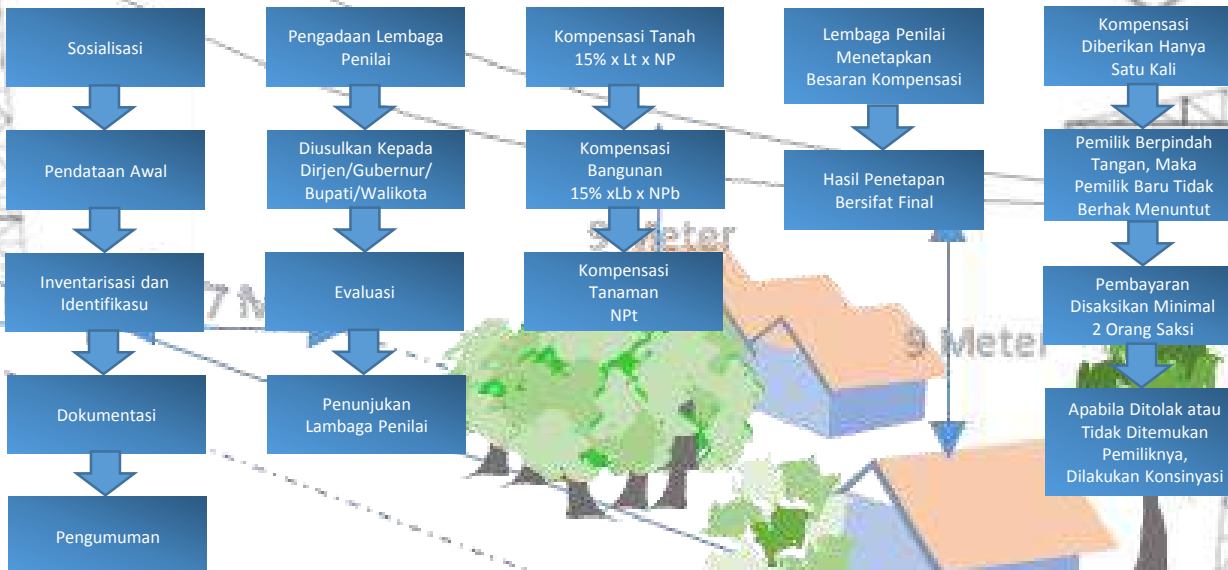 Sosialisasi
Pendataan Awal
Inventarisasi dan
Identifikasu
Dokumentasi
Pengumuman
Pengadaan Lembaga
Penilai
Diusulkan Kepada
Dirjen/Gubernur/
Bupati/Walikota
Evaluasi
Penunjukan
Lambaga Penilai
Kompensasi Tanah
15% x Lt x NP
Kompensasi
Bangunan
15% xLb x NPb
Kompensasi
Tanaman
NPt
Lembaga Penilai
Menetapkan
Besaran Kompensasi
Hasil Penetapan
Bersifat Final
Kompensasi
Diberikan Hanya
Satu Kali
Pemilik Berpindah
Tangan, Maka
Pemilik Baru Tidak
Berhak Menuntut
Pembayaran
Disaksikan Minimal
2 Orang Saksi
Apabila Ditolak atau
Tidak Ditemukan
Pemiliknya,
Dilakukan Konsinyasi
9 Meter